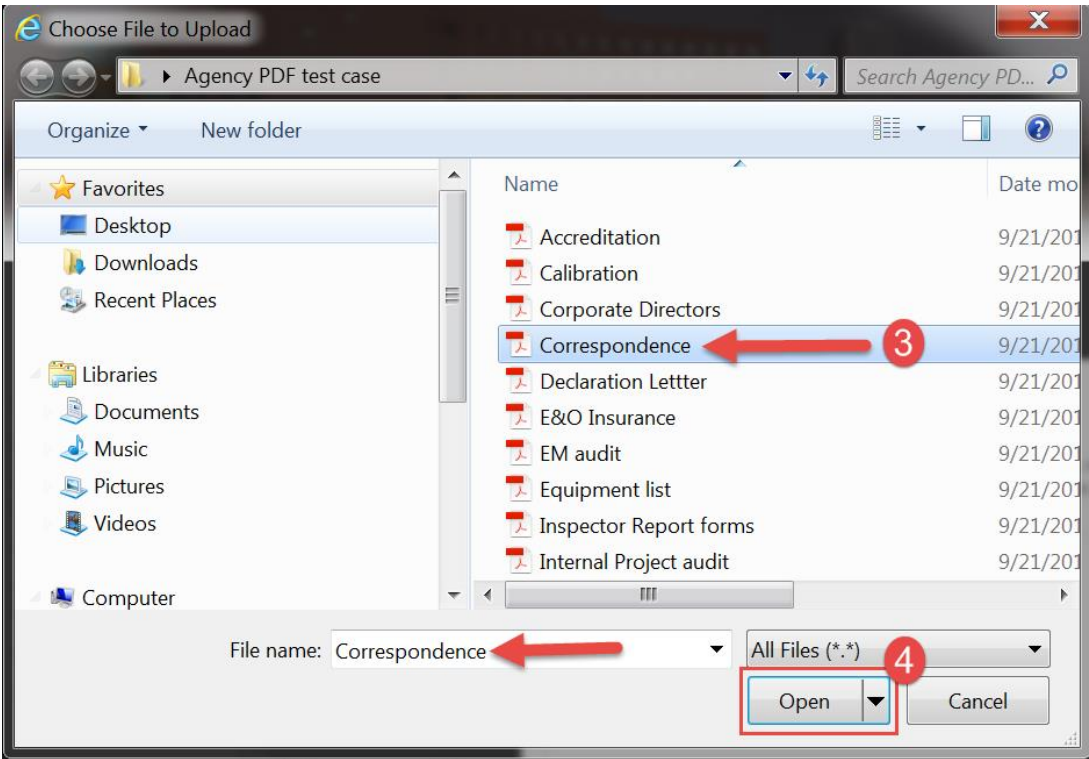 Choose File to Upload
X
Agency PDF test case
Search Agency PD...
Organize
New folder
?
Favorites
Desktop
Downloads
Recent Places
Libraries
Documents
Music
Pictures
Videos
Computer
Name Date mo
Accreditation 9/21/201
Calibration 9/21/201
Corporate Directors 9/21/201
Correspondence 3 9/21/201
Declaration Lettter 9/21/201
E&O Insurance 9/21/201
EM audit 9/21/201
Equipment list 9/21/201
Inspector Report forms 9/21/201
Internal Project audit 9/21/201
File name: Correspondence
All Files (*.*)
4
Open
Cancel